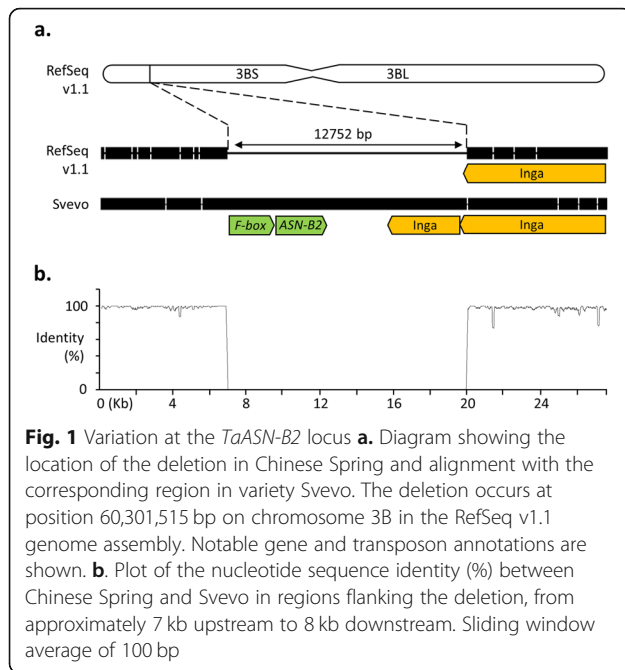 a.
RefSeq
v1.1
3BS
3BL
12752 bp
RefSeq
v1.1
Inga
Svevo
F-box
ASN-B2
Inga
Inga
b.
100
Identity
(%)
0
0 (Kb)
4
8
12
16
20
24
Fig. 1 Variation at the TaASN-B2 locus a. Diagram showing the
location of the deletion in Chinese Spring and alignment with the
corresponding region in variety Svevo. The deletion occurs at
position 60,301,515 bp on chromosome 3B in the RefSeq v1.1
genome assembly. Notable gene and transposon annotations are
shown. b. Plot of the nucleotide sequence identity (%) between
Chinese Spring and Svevo in regions flanking the deletion, from
approximately 7 kb upstream to 8 kb downstream. Sliding window
average of 100 bp